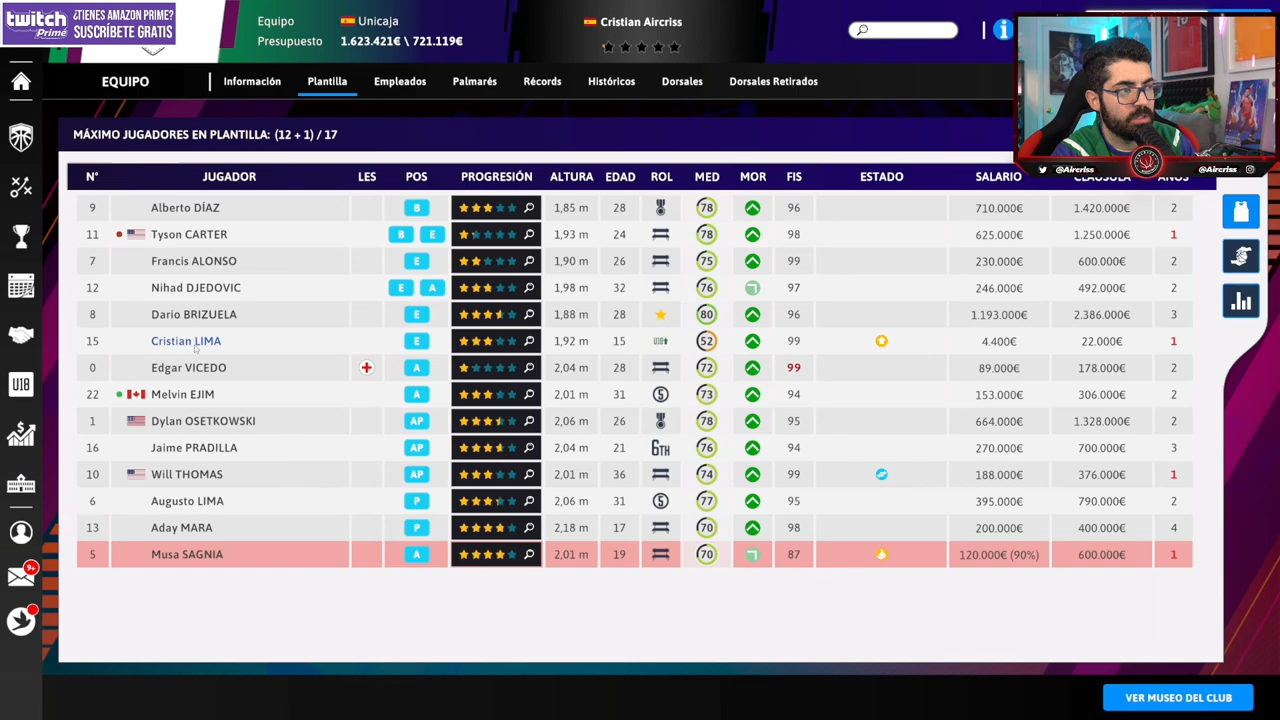 twitch
prime
¿TIENES AMAZON PRIME?
SUSCRÍBETE GRATIS
Equipo Unicaja
Presupuesto 1.623.421€ \ 721.119€
Cristian Aircriss
EQUIPO Información Plantilla Empleados Palmarés Récords Históricos Dorsales Dorsales Retirados
MÁXIMO JUGADORES EN PLANTILLA: (12 + 1) / 17
@Aircriss @Aircriss
Nº JUGADOR LES POS PROGRESIÓN ALTURA EDAD ROL MED MOR FIS ESTADO SALARIO CLÁUSULA AÑOS
9 Alberto DÍAZ B 1,85 m 28 78 96 710.000€ 1.420.000€ 2
11 Tyson CARTER B E 1,93 m 24 78 98 625.000€ 1.250.000€ 1
7 Francis ALONSO E 1,90 m 26 75 99 230.000€ 600.000€ 2
12 Nihad DJEDOVIC E A 1,98 m 32 76 97 246.000€ 492.000€ 2
8 Darío BRIZUELA E 1,88 m 28 80 96 1.193.000€ 2.386.000€ 3
15 Cristian LIMA E 1,92 m 15 U18 52 99 4.400€ 22.000€ 1
0 Edgar VICEDO A 2,04 m 28 72 99 89.000€ 178.000€ 2
22 Melvin EJIM A 2,01 m 31 5 73 94 153.000€ 306.000€ 2
1 Dylan OSETKOWSKI AP 2,06 m 26 78 95 664.000€ 1.328.000€ 2
16 Jaime PRADILLA AP 2,04 m 21 6TH 76 94 270.000€ 700.000€ 3
10 Will THOMAS AP 2,01 m 36 74 99 188.000€ 376.000€ 1
6 Augusto LIMA P 2,06 m 31 5 77 95 395.000€ 790.000€ 2
13 Aday MARA P 2,18 m 17 70 98 200.000€ 400.000€ 4
5 Musa SAGNIA A 2,01 m 19 70 87 120.000€ (90%) 600.000€ 1
U18
9+
VER MUSEO DEL CLUB